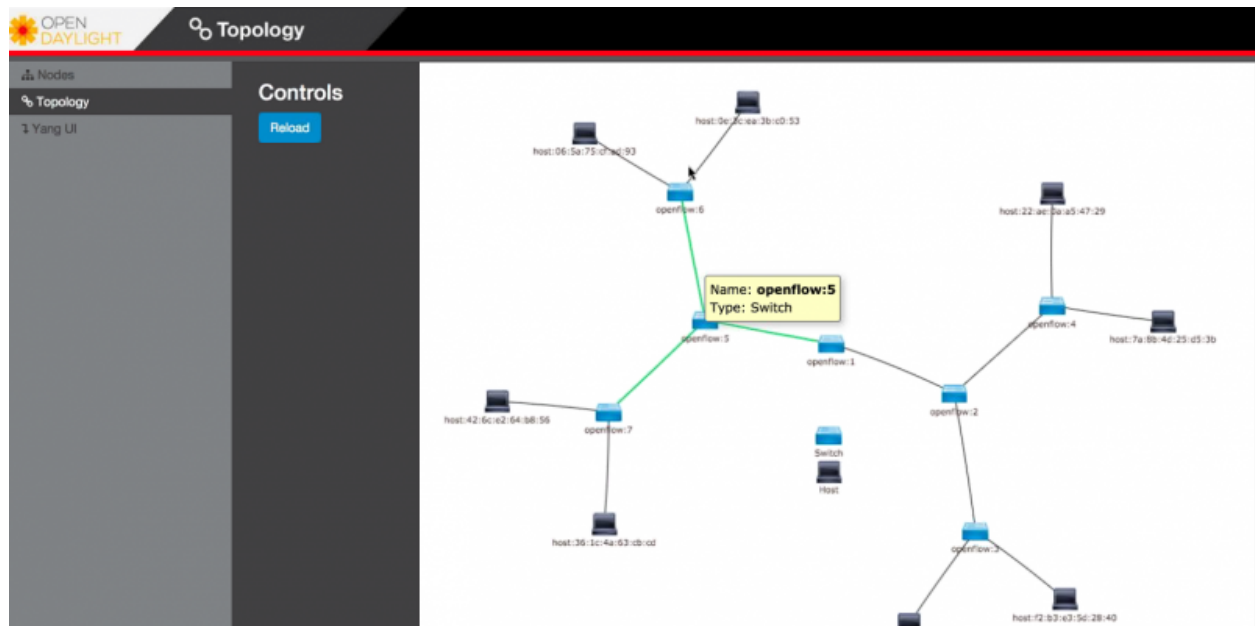 OPEN
DAYLIGHT
Topology
Nodes
Topology
Yang UI
Controls
Reload
host:0e:3c:ea:3b:c0:53
host:06:5a:75:cf:ad:93
openflow:6
host:22:ae:0a:a5:47:29
Name: openflow:5
Type: Switch
openflow:5
openflow:4
host:7a:8b:4d:25:d5:3b
openflow:1
openflow:2
host:42:6c:e2:64:b8:56
openflow:7
Switch
Host
host:36:1c:4a:63:cb:cd
openflow:3
host:f2:b3:e3:5d:28:40